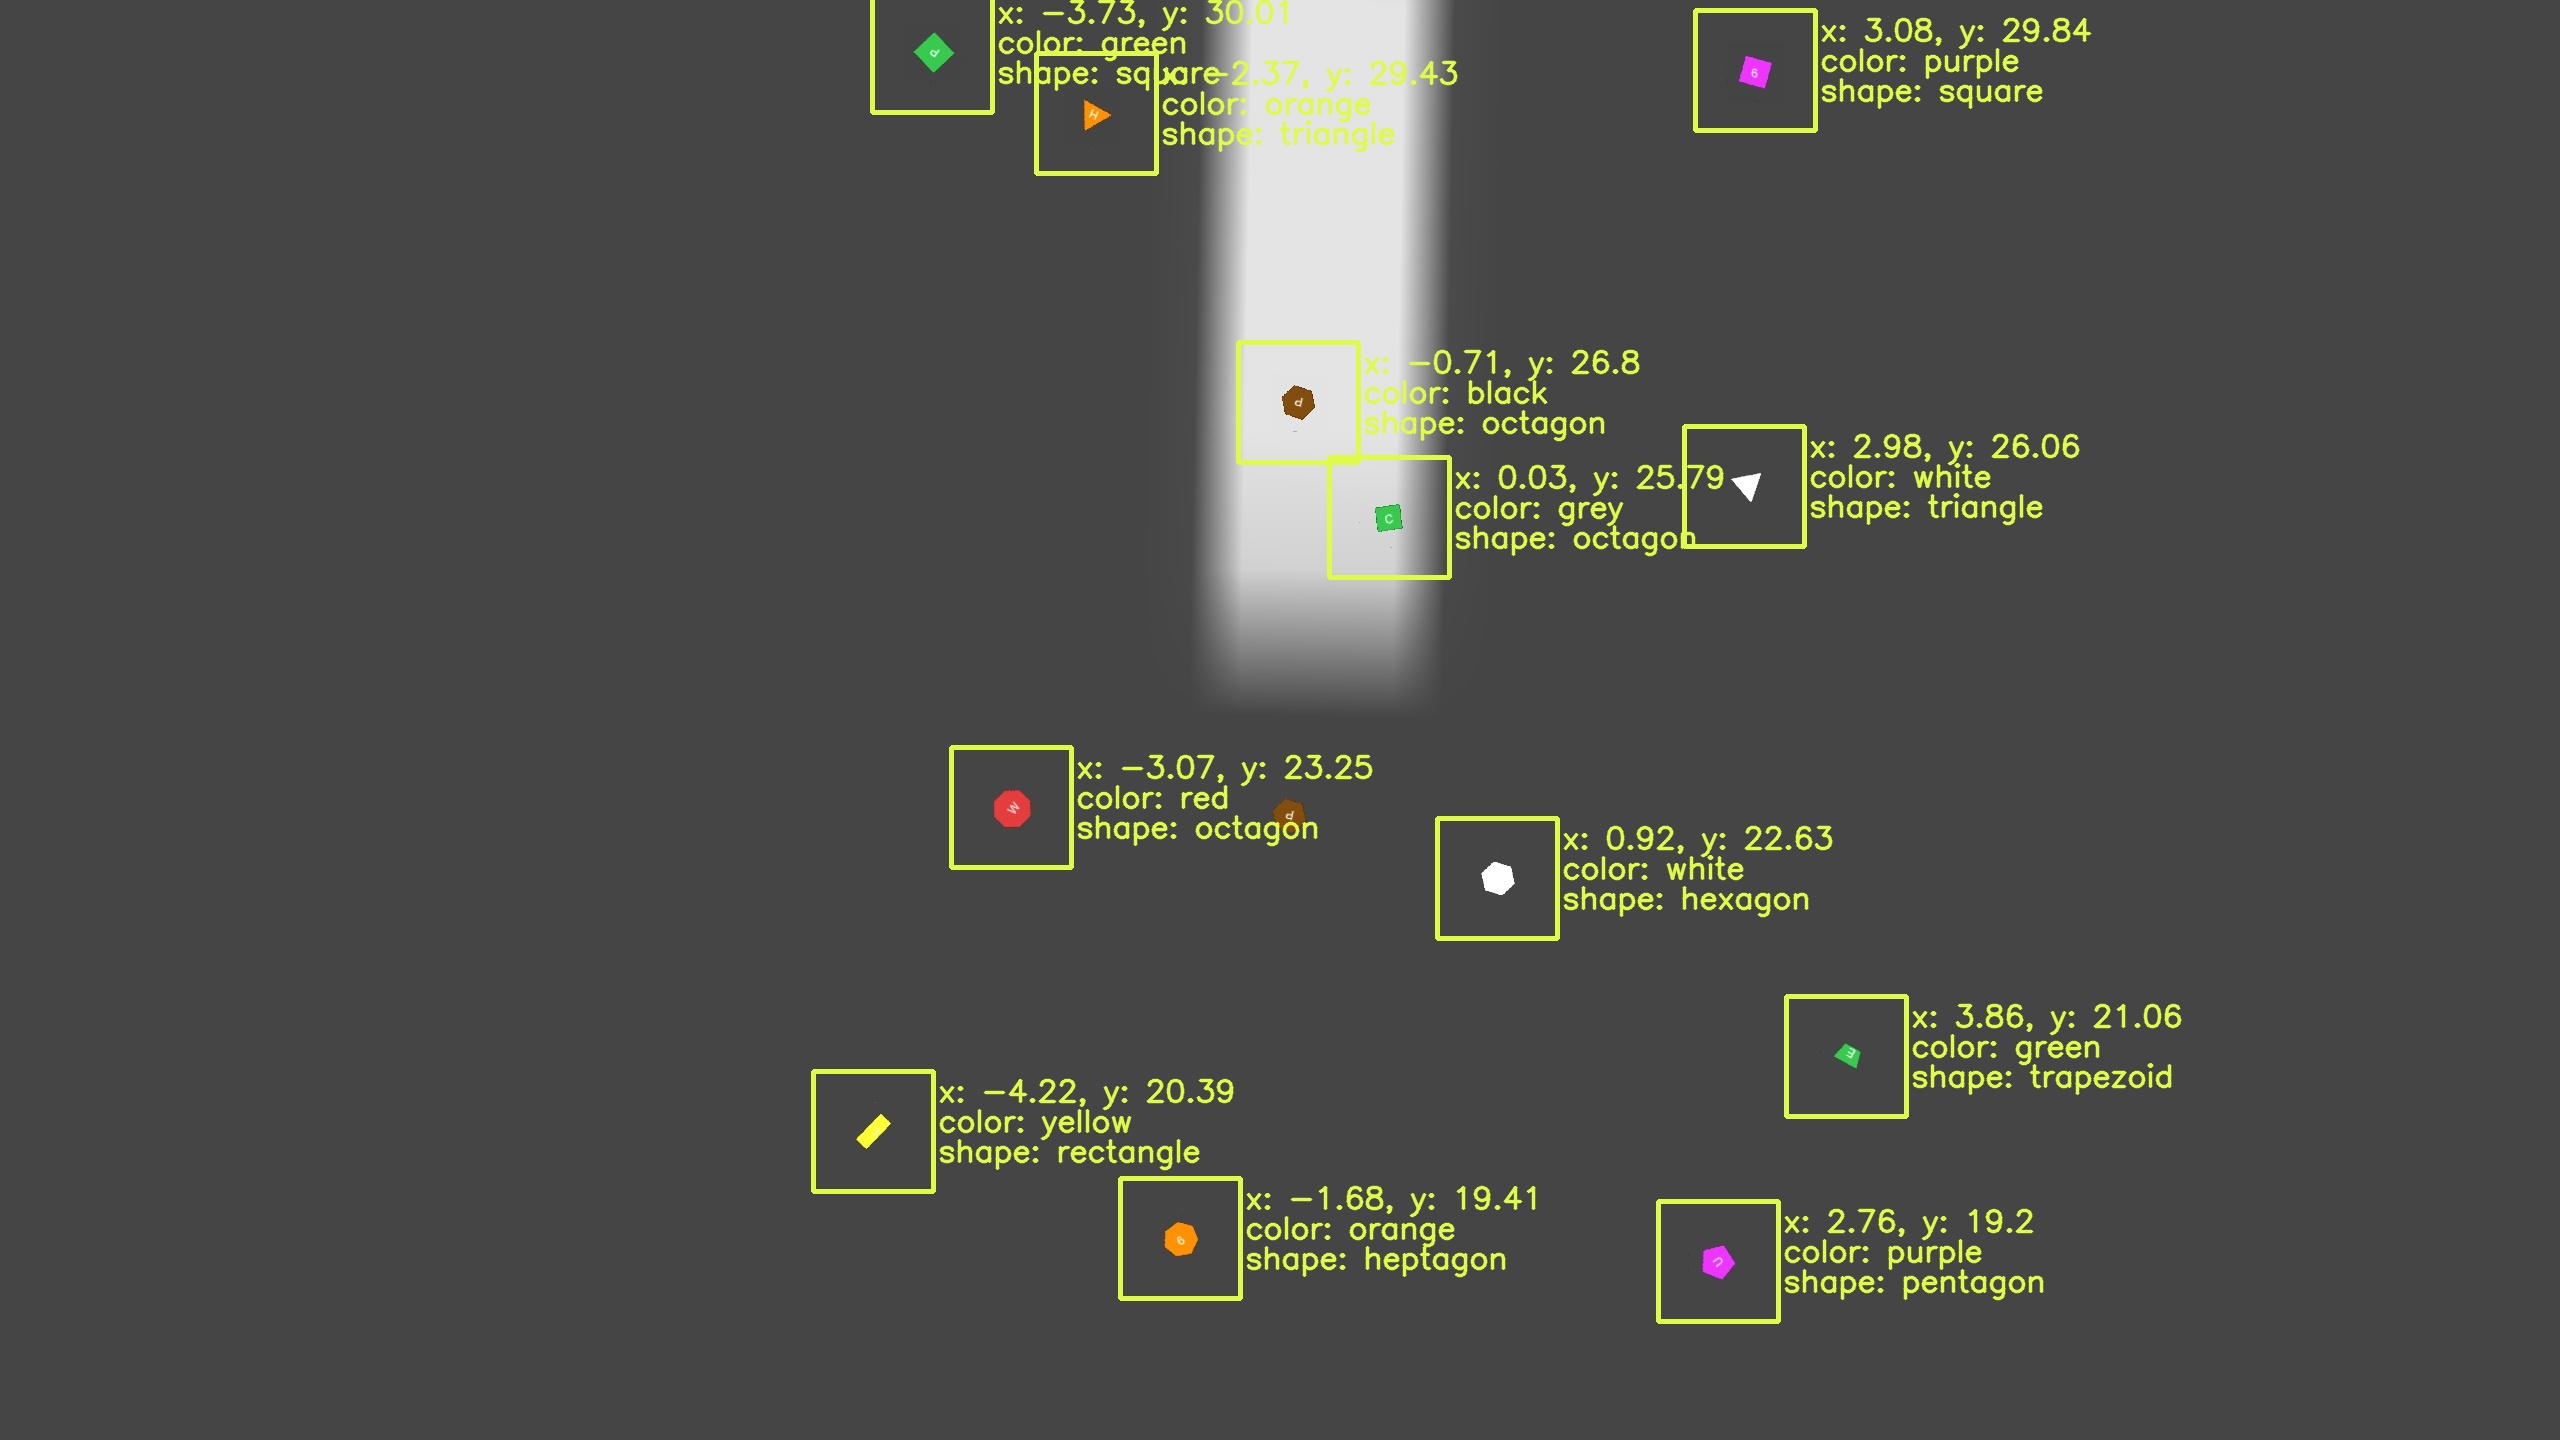 x: -3.73, y: 30.01
color: green
shape: square
P
x: -2.37, y: 29.43
color: orange
shape: triangle
H
x: 3.08, y: 29.84
color: purple
shape: square
6
x: -0.71, y: 26.8
color: black
shape: octagon
P
x: 0.03, y: 25.79
color: grey
shape: octagon
C
x: 2.98, y: 26.06
color: white
shape: triangle
x: -3.07, y: 23.25
color: red
shape: octagon
W
P
x: 0.92, y: 22.63
color: white
shape: hexagon
x: 3.86, y: 21.06
color: green
shape: trapezoid
E
x: -4.22, y: 20.39
color: yellow
shape: rectangle
x: -1.68, y: 19.41
color: orange
shape: heptagon
x: 2.76, y: 19.2
color: purple
shape: pentagon
U